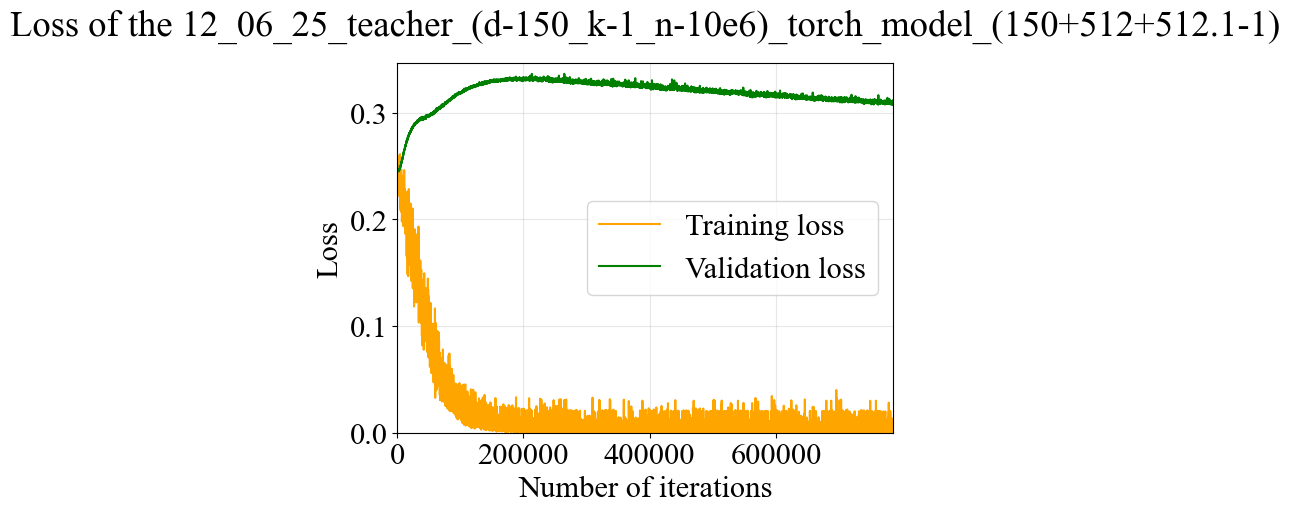 Loss of the 12_06_25_teacher_(d-150_k-1_n-10e6)_torch_model_(150+512+512.1-1)
0.3
0.2
0.1
0.0
Loss
Training loss
Validation loss
0 200000 400000 600000
Number of iterations